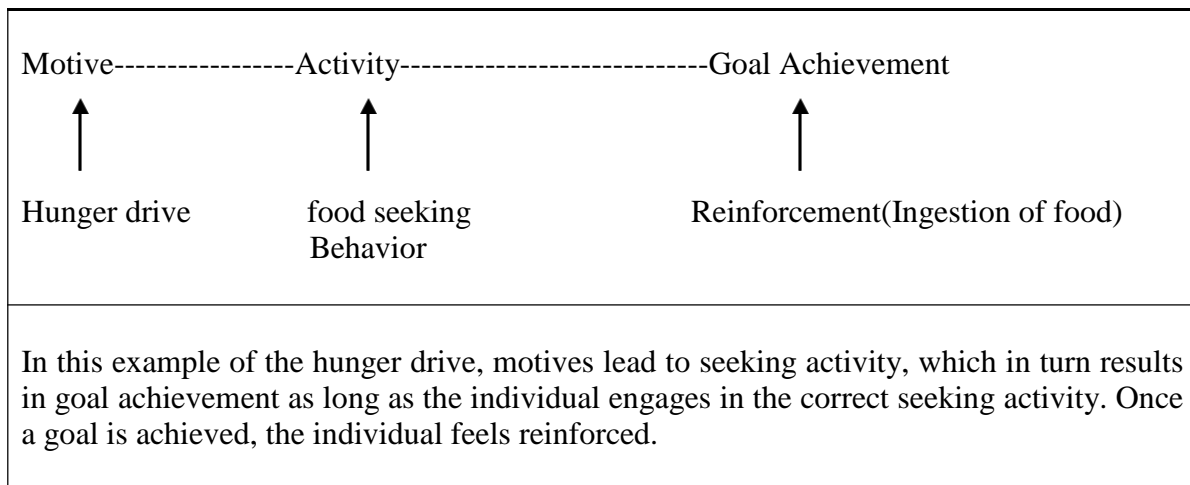 Motive-----------------Activity-----------------------------Goal Achievement
Hunger drive food seeking Reinforcement(Ingestion of food)
Behavior
In this example of the hunger drive, motives lead to seeking activity, which in turn results
in goal achievement as long as the individual engages in the correct seeking activity. Once
a goal is achieved, the individual feels reinforced.